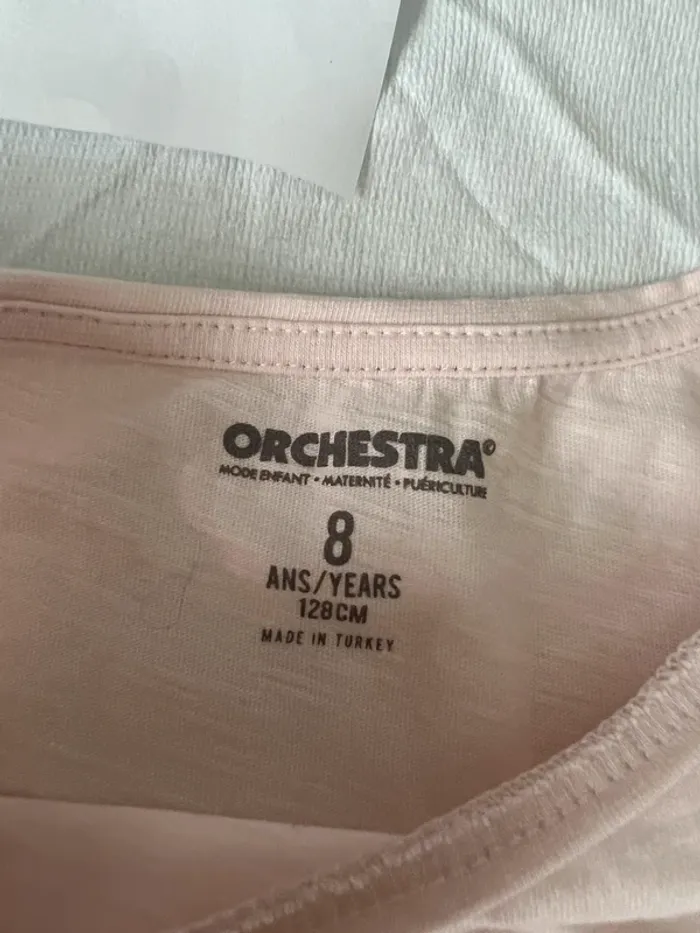 ORCHESTRA©
MODE ENFANT • MATERNITÉ • PUÉRICULTURE
8
ANS/YEARS
128CM
MADE IN TURKEY